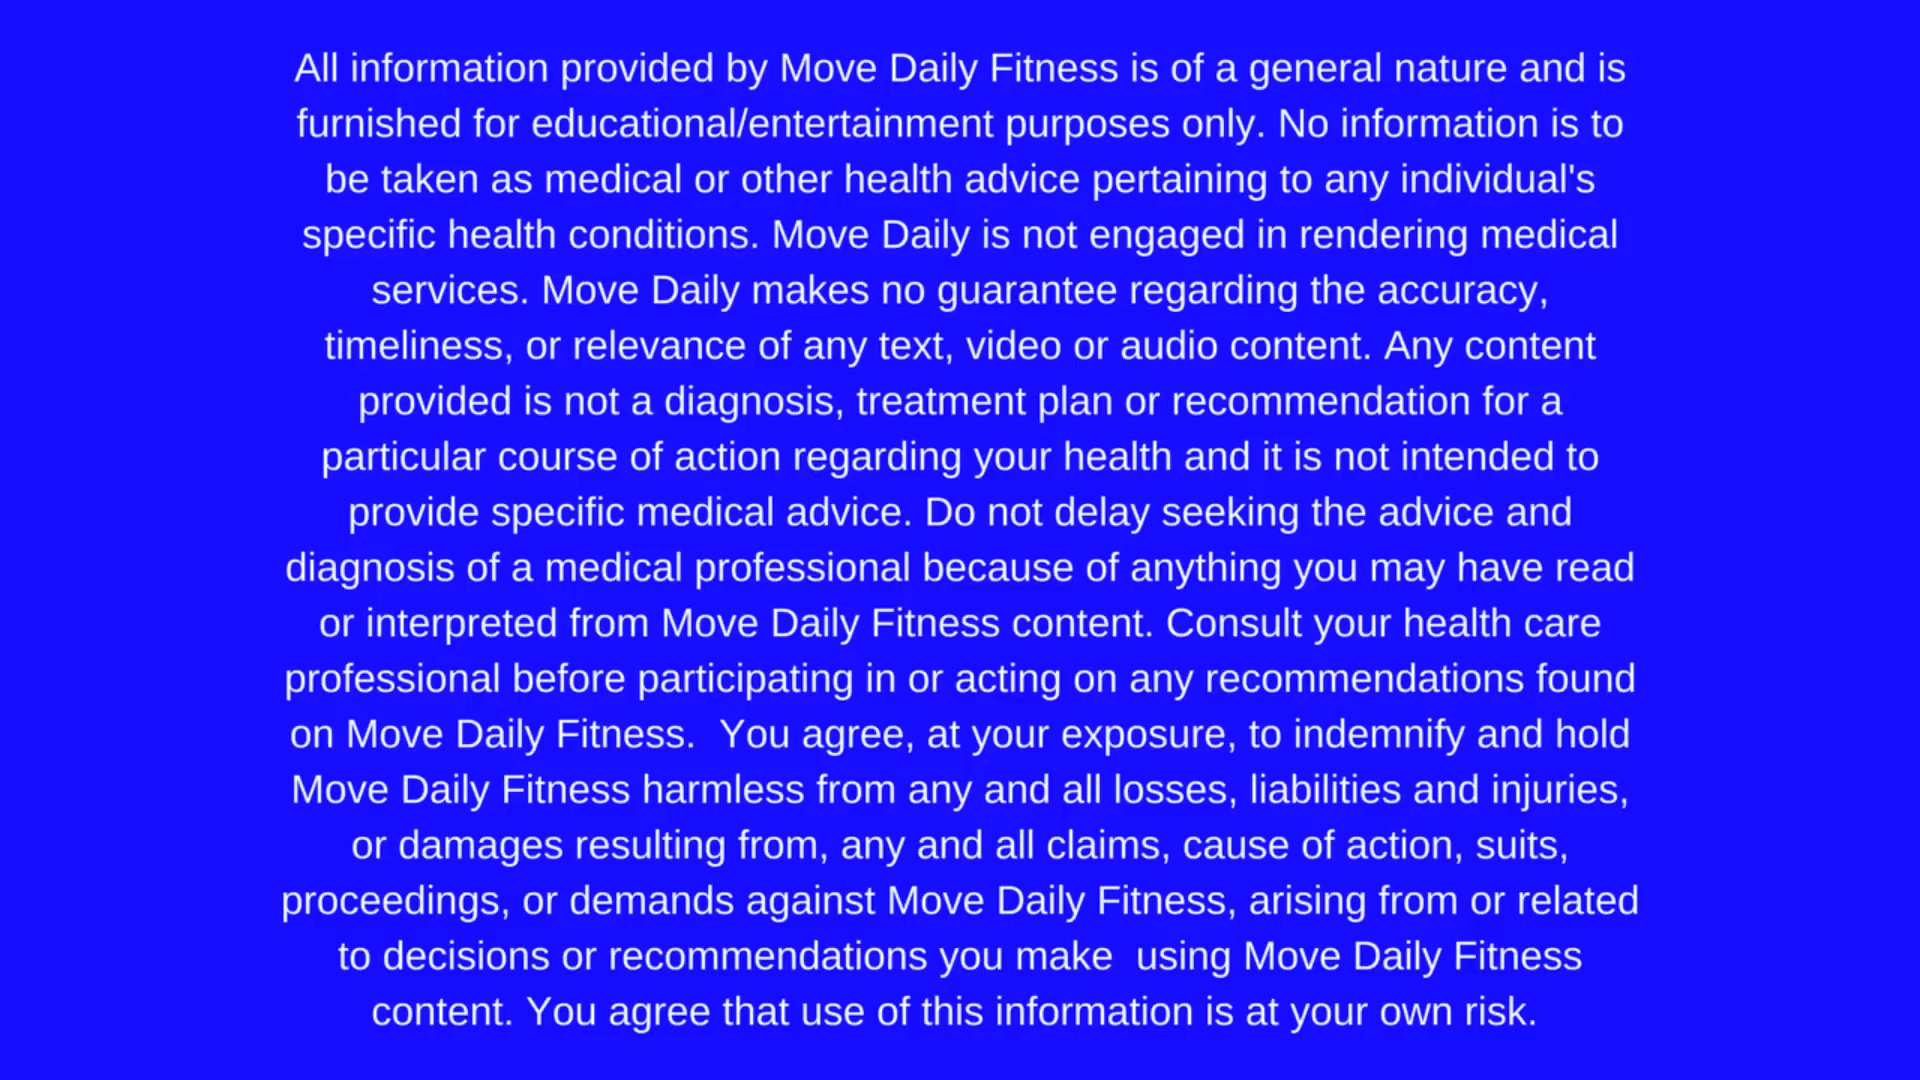 All information provided by Move Daily Fitness is of a general nature and is
furnished for educational/entertainment purposes only. No information is to
be taken as medical or other health advice pertaining to any individual's
specific health conditions. Move Daily is not engaged in rendering medical
services. Move Daily makes no guarantee regarding the accuracy,
timeliness, or relevance of any text, video or audio content. Any content
provided is not a diagnosis, treatment plan or recommendation for a
particular course of action regarding your health and it is not intended to
provide specific medical advice. Do not delay seeking the advice and
diagnosis of a medical professional because of anything you may have read
or interpreted from Move Daily Fitness content. Consult your health care
professional before participating in or acting on any recommendations found
on Move Daily Fitness.  You agree, at your exposure, to indemnify and hold
Move Daily Fitness harmless from any and all losses, liabilities and injuries,
or damages resulting from, any and all claims, cause of action, suits,
proceedings, or demands against Move Daily Fitness, arising from or related
to decisions or recommendations you make  using Move Daily Fitness
content. You agree that use of this information is at your own risk.